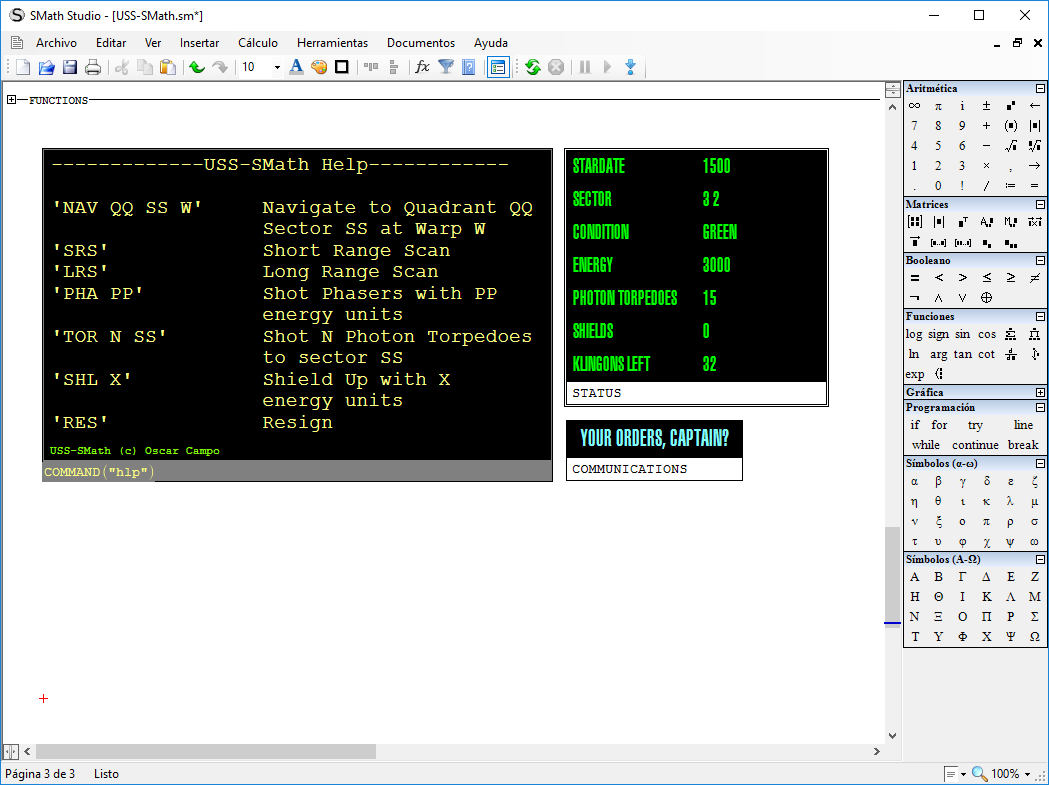 SMath Studio - [USS-SMath.sm*]
Archivo Editar Ver Insertar Cálculo Herramientas Documentos Ayuda
10
FUNCTIONS
-------------USS-SMath Help------------
'NAV QQ SS W' Navigate to Quadrant QQ
Sector SS at Warp W
'SRS' Short Range Scan
'LRS' Long Range Scan
'PHA PP' Shot Phasers with PP
energy units
'TOR N SS' Shot N Photon Torpedoes
to sector SS
'SHL X' Shield Up with X
energy units
'RES' Resign
USS-SMath (c) Oscar Campo
COMMAND("hlp")
STARDATE 1500
SECTOR 3 2
CONDITION GREEN
ENERGY 3000
PHOTON TORPEDOES 15
SHIELDS 0
KLINGONS LEFT 32
STATUS
YOUR ORDERS, CAPTAIN?
COMMUNICATIONS
Aritmética
∞ π i ± ←
7 8 9 + (▪) |▪|
4 5 6 −
1 2 3 × , →
. 0 ! / := =
Matrices
Booleano
= < > ≤ ≥ ≠
¬ ∧ ∨ ⊕
Funciones
log sign sin cos
ln arg tan cot
exp
Gráfica
Programación
if for try line
while continue break
Símbolos (α-ω)
α β γ δ ε ζ
η θ ι κ λ μ
ν ξ ο π ρ σ
τ υ φ χ ψ ω
Símbolos (Α-Ω)
Α Β Γ Δ Ε Ζ
Η Θ Ι Κ Λ Μ
Ν Ξ Ο Π Ρ Σ
Τ Υ Φ Χ Ψ Ω
Página 3 de 3 Listo
100%